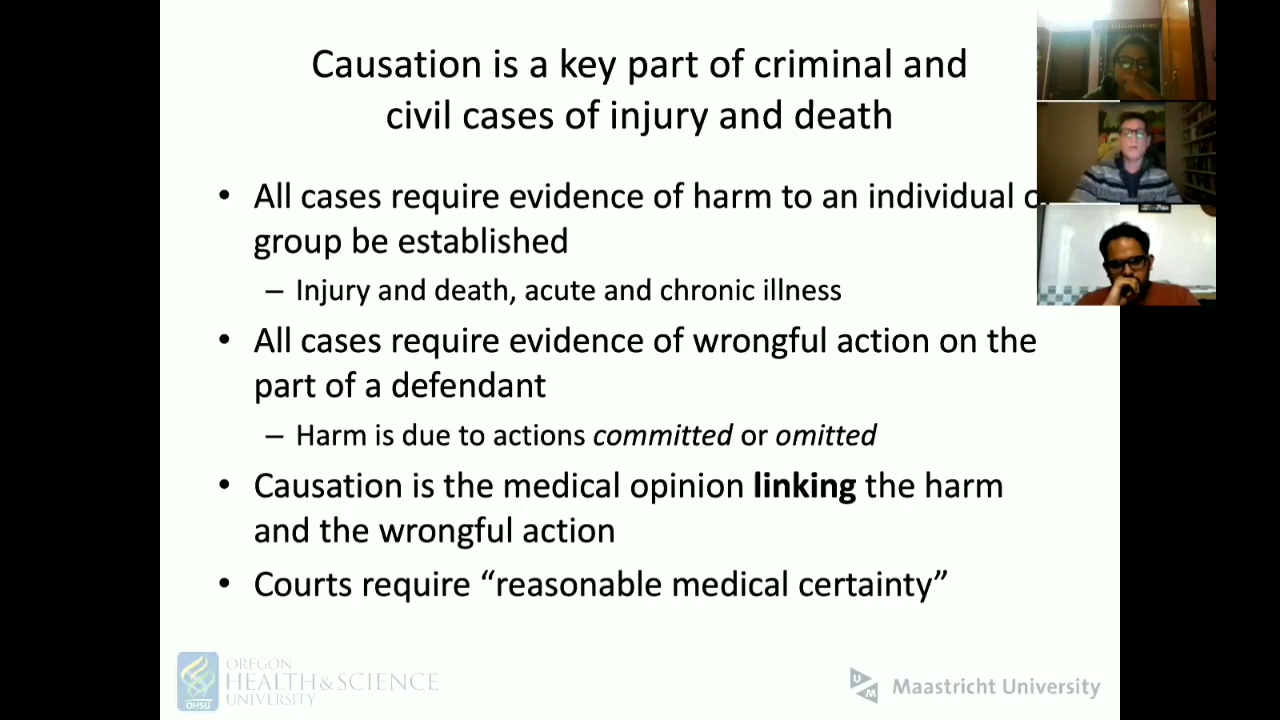 Causation is a key part of criminal and
civil cases of injury and death
• All cases require evidence of harm to an individual o
group be established
– Injury and death, acute and chronic illness
• All cases require evidence of wrongful action on the
part of a defendant
– Harm is due to actions committed or omitted
• Causation is the medical opinion linking the harm
and the wrongful action
• Courts require “reasonable medical certainty”
OHSU
OREGON
HEALTH&SCIENCE
UNIVERSITY
UM
Maastricht University